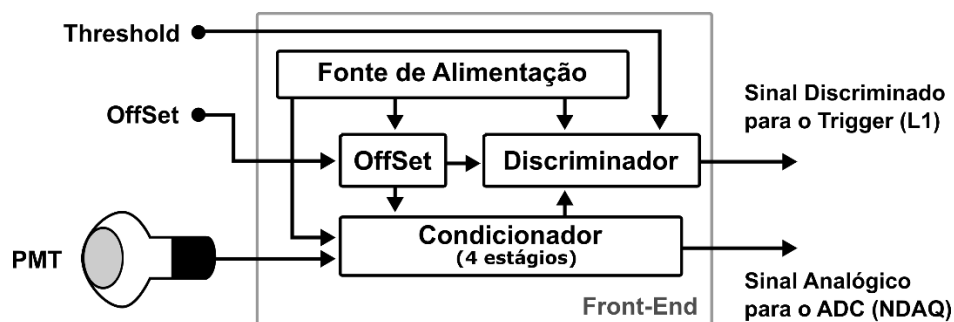 Threshold
Fonte de Alimentação
OffSet
OffSet
Discriminador
Sinal Discriminado
para o Trigger (L1)
PMT
Condicionador
(4 estágios)
Sinal Analógico
para o ADC (NDAQ)
Front-End